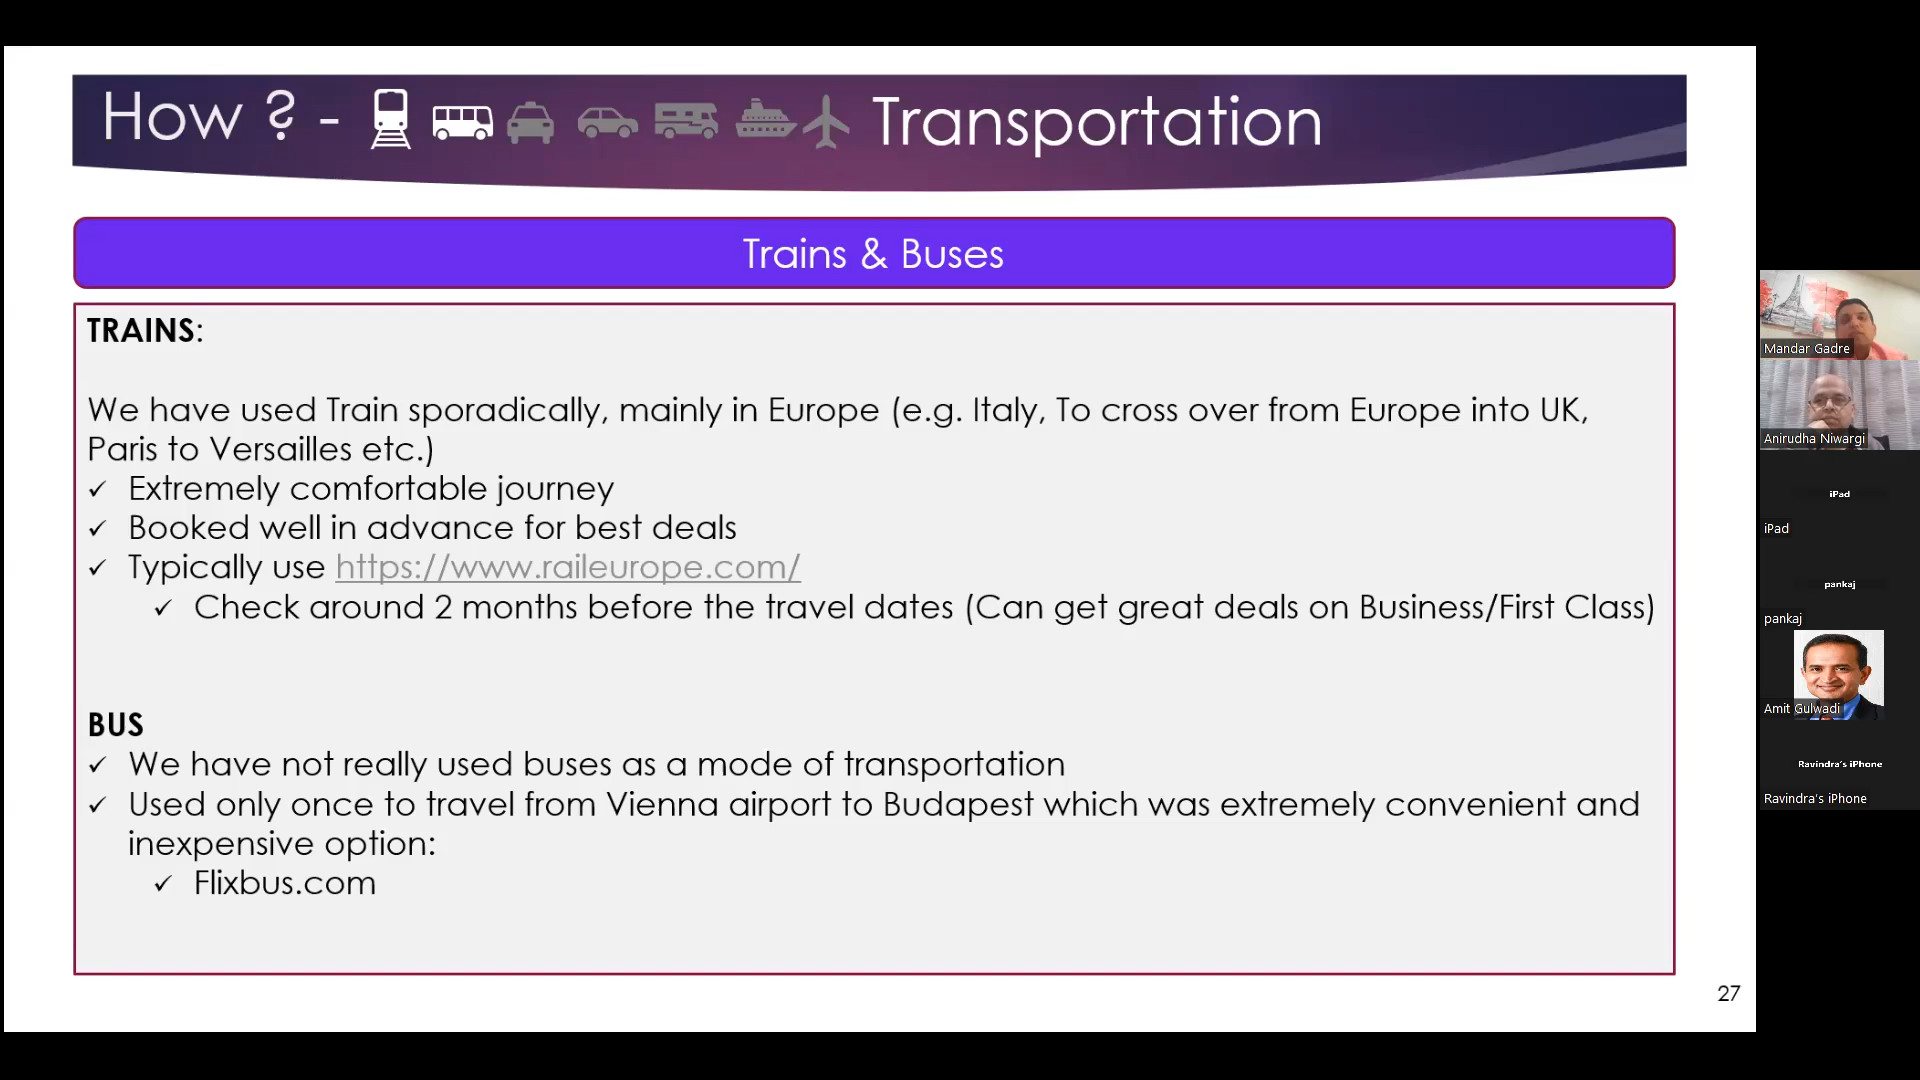 How ? - Transportation
Trains & Buses
TRAINS:
We have used Train sporadically, mainly in Europe (e.g. Italy, To cross over from Europe into UK,
Paris to Versailles etc.)
✓ Extremely comfortable journey
✓ Booked well in advance for best deals
✓ Typically use https://www.raileurope.com/
✓ Check around 2 months before the travel dates (Can get great deals on Business/First Class)
BUS
✓ We have not really used buses as a mode of transportation
✓ Used only once to travel from Vienna airport to Budapest which was extremely convenient and
inexpensive option:
✓ Flixbus.com
27
Mandar Gadre
Anirudha Niwargi
iPad
iPad
pankaj
pankaj
Amit Gulwadi
Ravindra's iPhone
Ravindra's iPhone